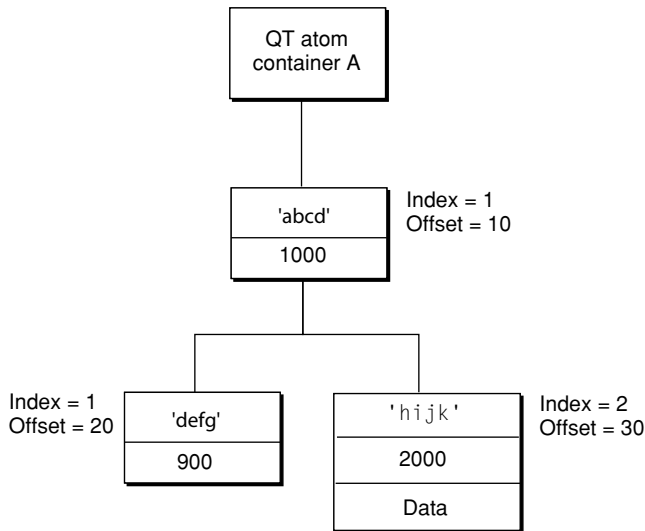 QT atom
container A
'abcd'
1000
Index = 1
Offset = 10
Index = 1
Offset = 20
'defg'
900
'hijk'
2000
Data
Index = 2
Offset = 30